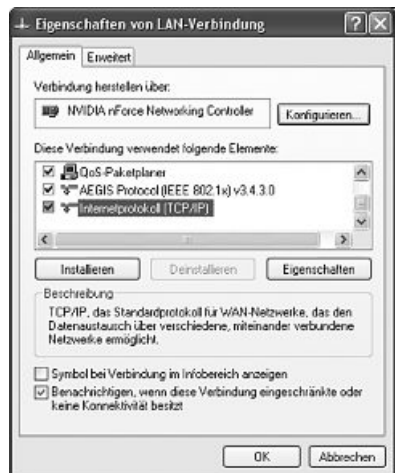 Eigenschaften von LAN-Verbindung
Allgemein Erweitert
Verbindung herstellen über:
NVIDIA nForce Networking Controller
Konfigurieren...
Diese Verbindung verwendet folgende Elemente:
QoS-Paketplaner
AEGIS Protocol (IEEE 802.1x) v3.4.3.0
Internetprotokoll (TCP/IP)
Installieren Deinstallieren Eigenschaften
Beschreibung
TCP/IP, das Standardprotokoll für WAN-Netzwerke, das den
Datenaustausch über verschiedene, miteinander verbundene
Netzwerke ermöglicht.
Symbol bei Verbindung im Infobereich anzeigen
Benachrichtigen, wenn diese Verbindung eingeschränkte oder
keine Konnektivität besitzt
OK Abbrechen